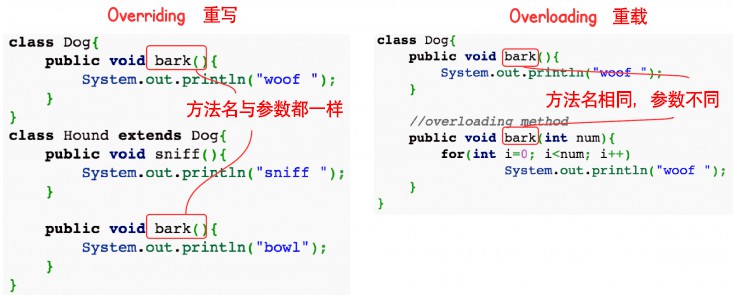 Overriding 重写
class Dog{
public void bark(){
System.out.println("woof ");
}
}
class Hound extends Dog{
public void sniff(){
System.out.println("sniff ");
}
public void bark(){
System.out.println("bowl");
}
}
方法名与参数都一样
Overloading 重载
class Dog{
public void bark(){
System.out.println("woof ");
}
//overloading method
public void bark(int num){
for(int i=0; i<num; i++)
System.out.println("woof ");
}
}
方法名相同，参数不同